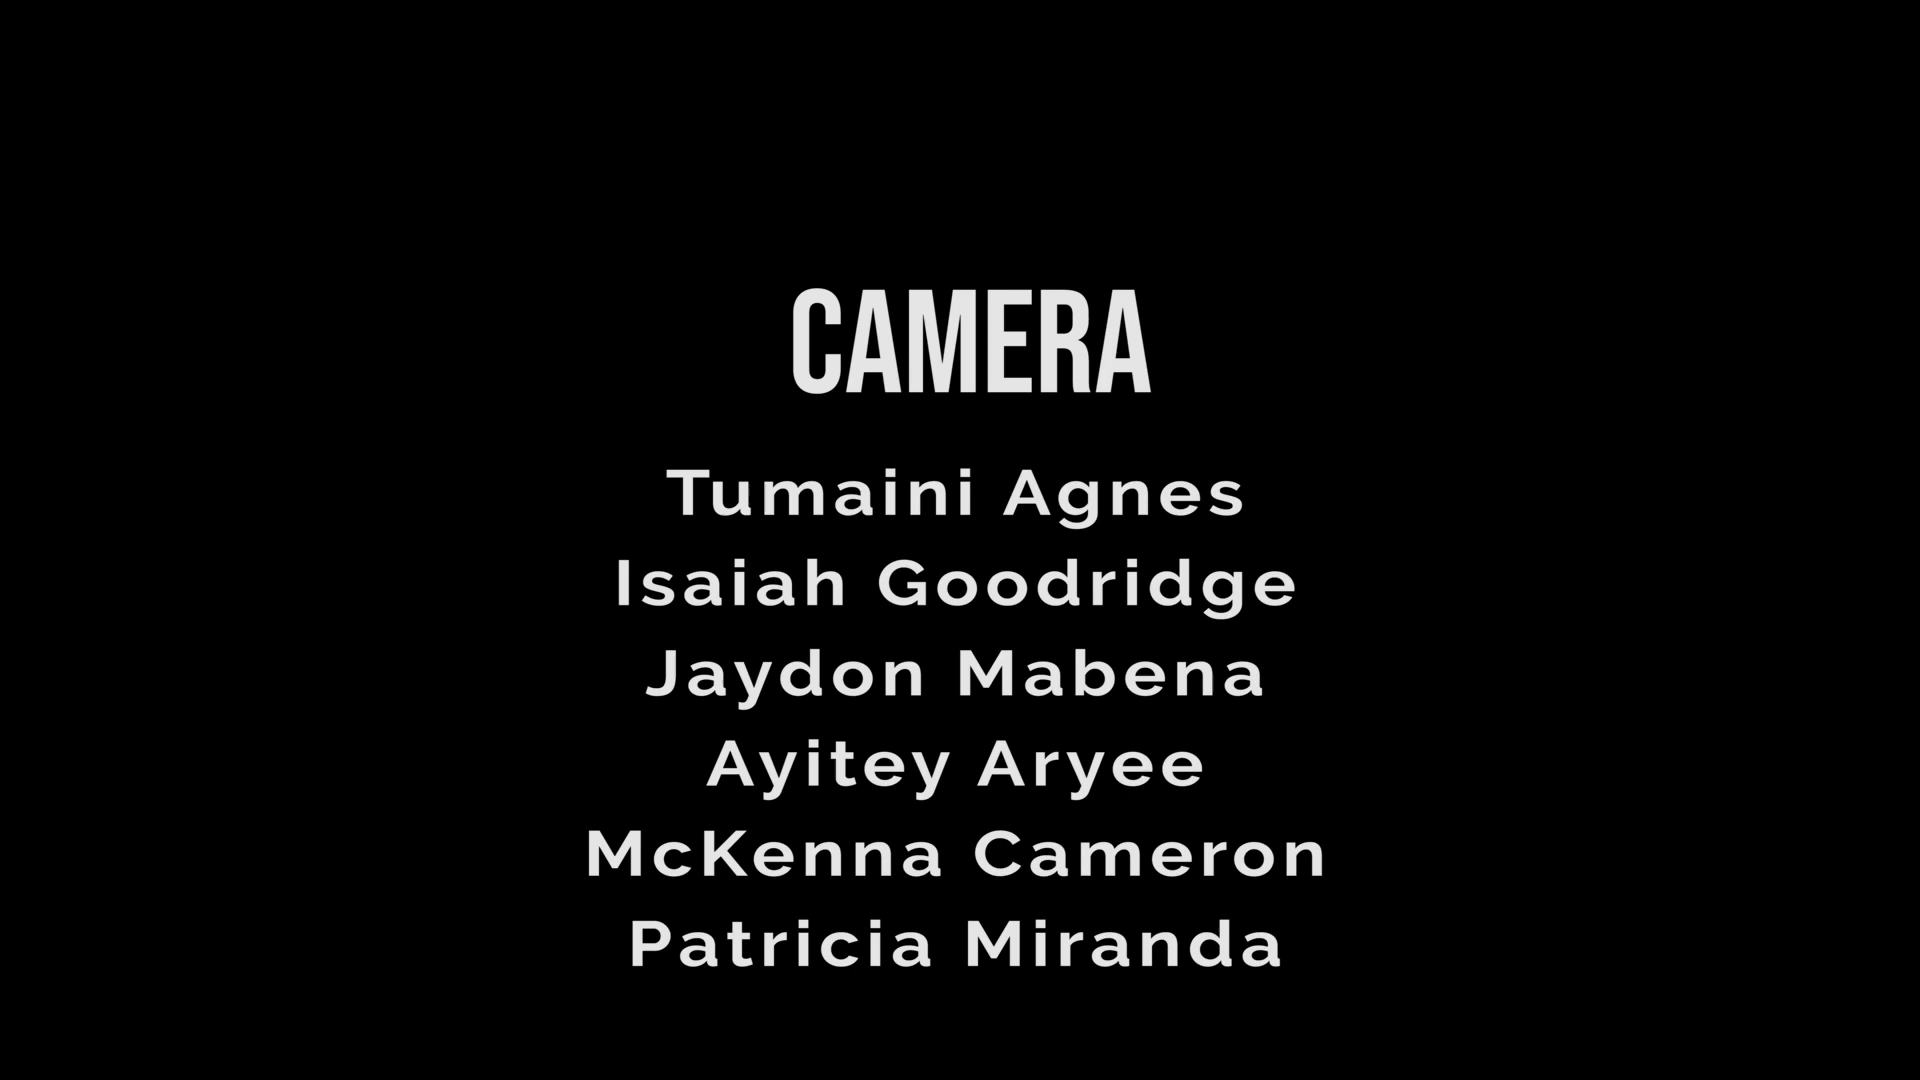 CAMERA
Tumaini Agnes
Isaiah Goodridge
Jaydon Mabena
Ayitey Aryee
McKenna Cameron
Patricia Miranda